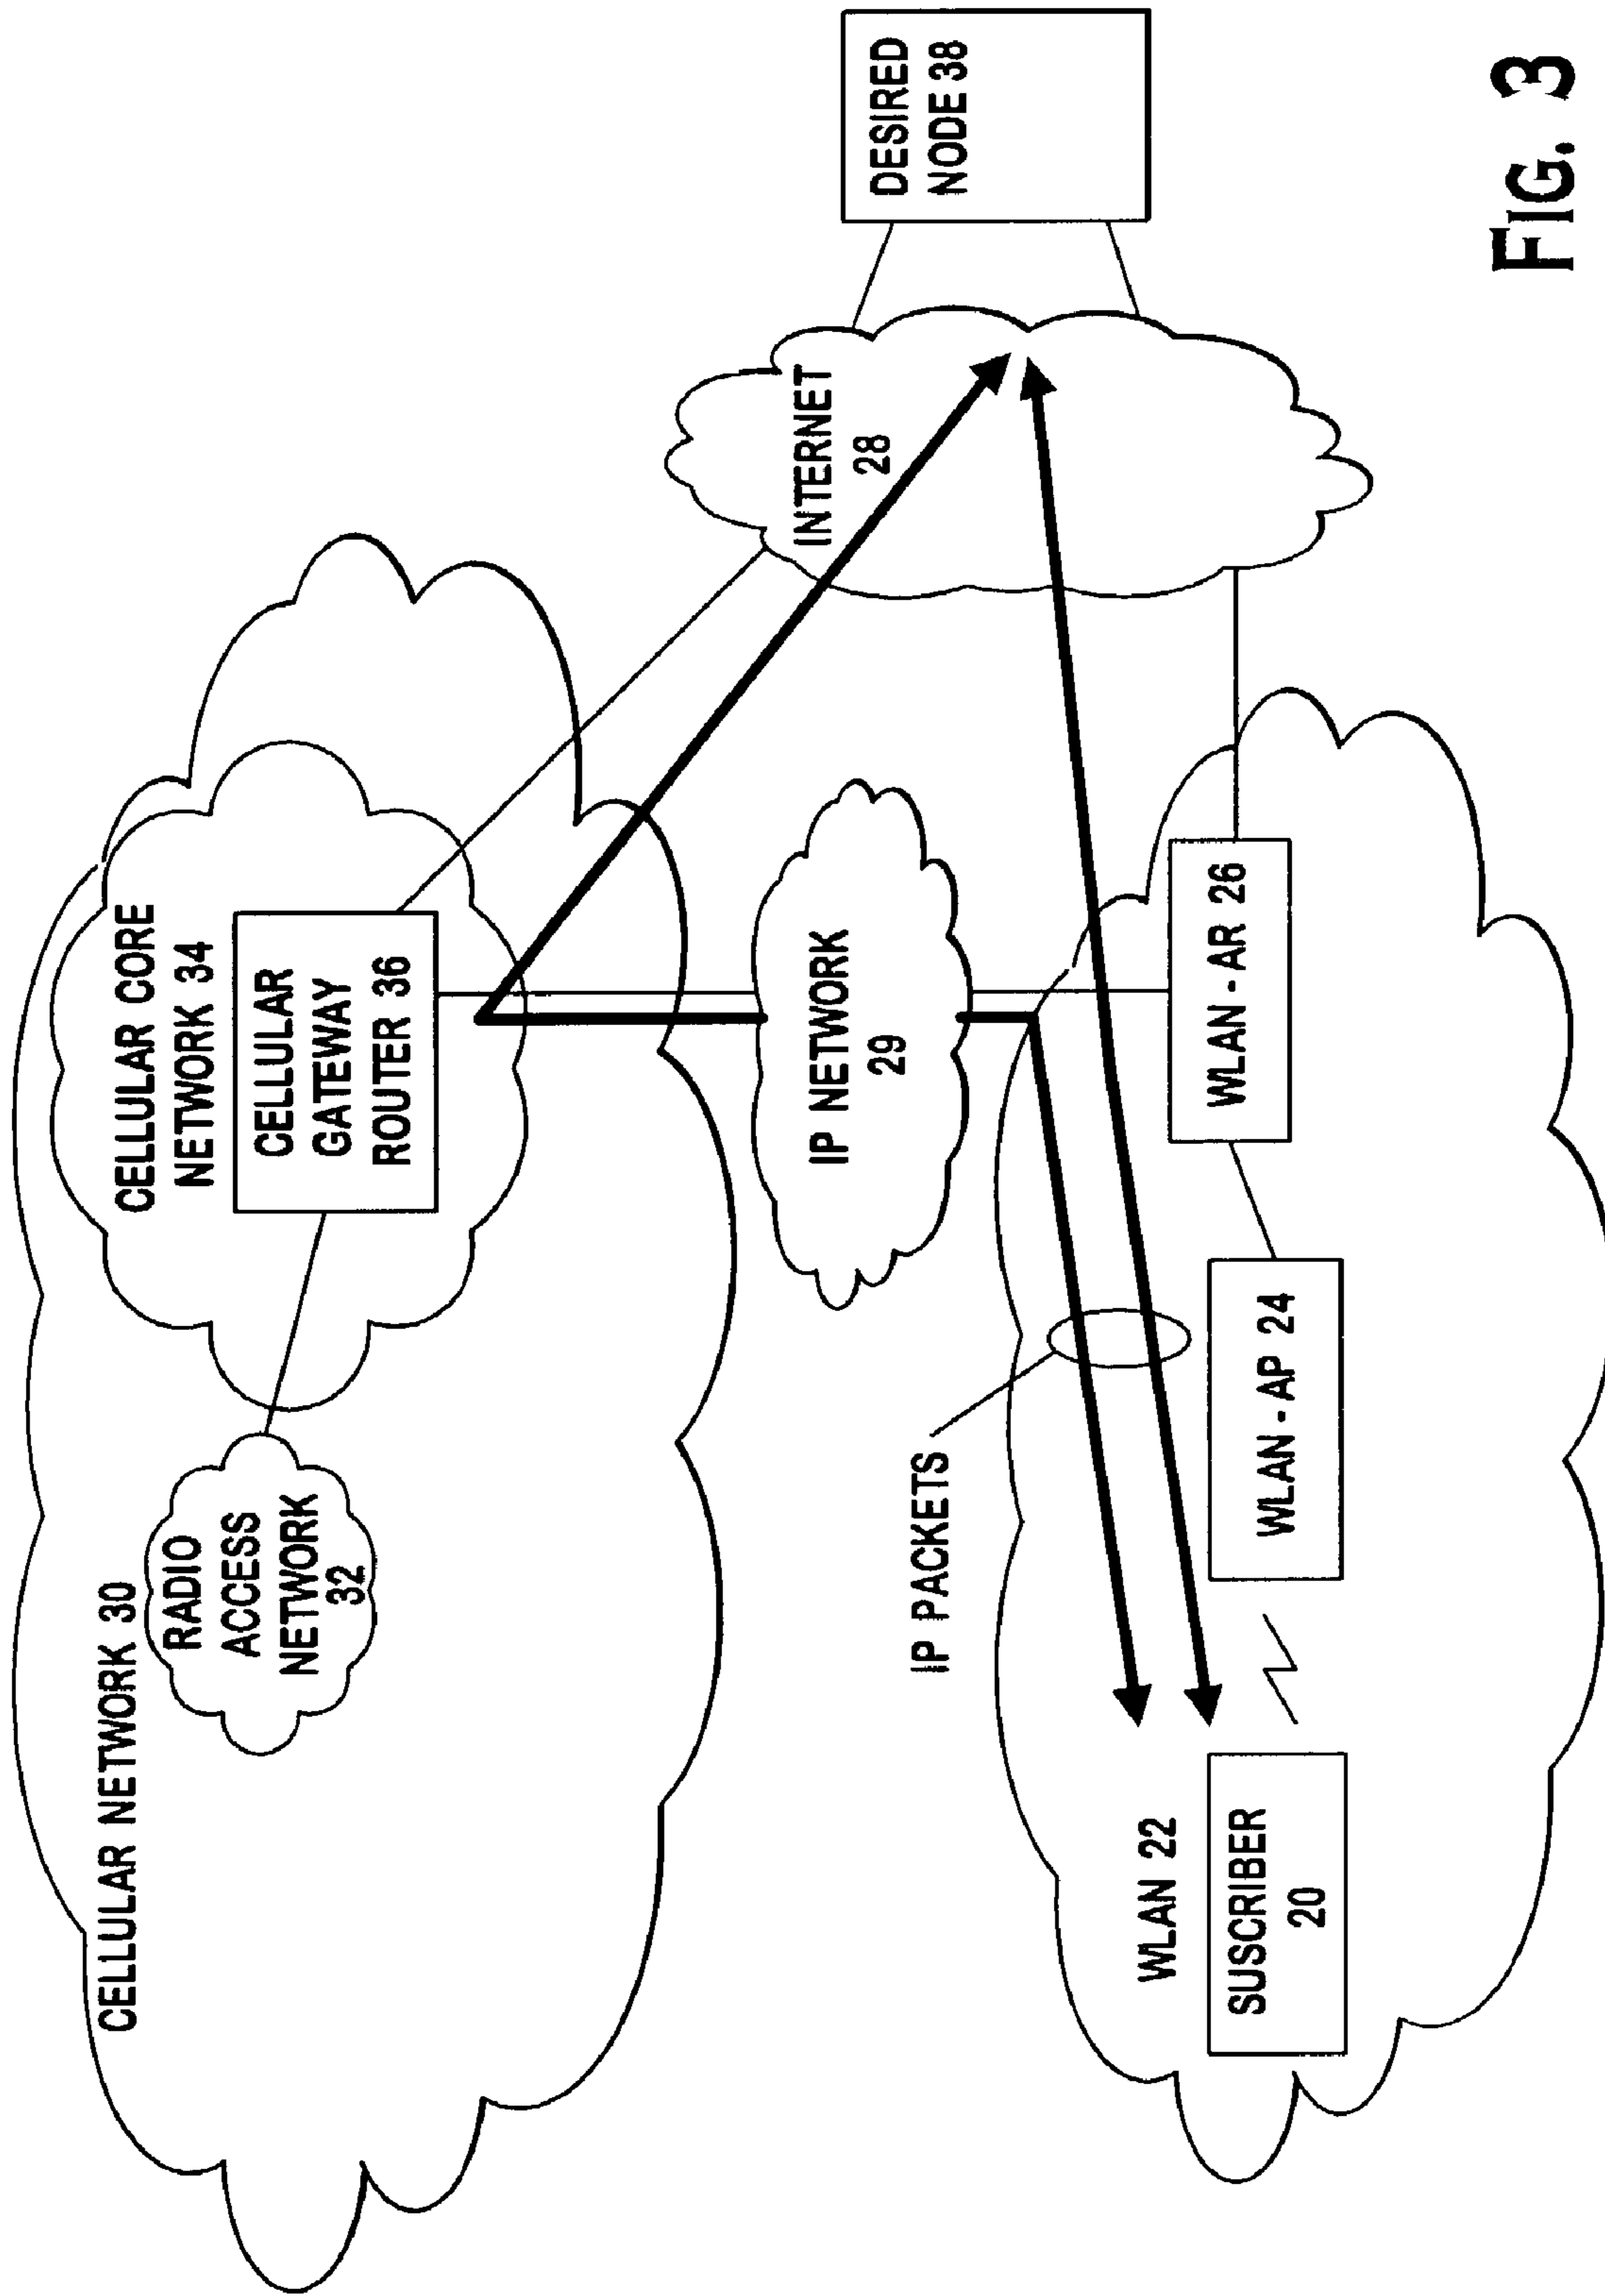 CELLULAR NETWORK 30
RADIO
ACCESS
NETWORK
32
CELLULAR CORE
NETWORK 34
CELLULAR
GATEWAY
ROUTER 36
IP NETWORK
29
INTERNET
28
DESIRED
NODE 38
IP PACKETS
WLAN 22
SUSCRIBER
20
WLAN - AP 24
WLAN - AR 26
FIG. 3